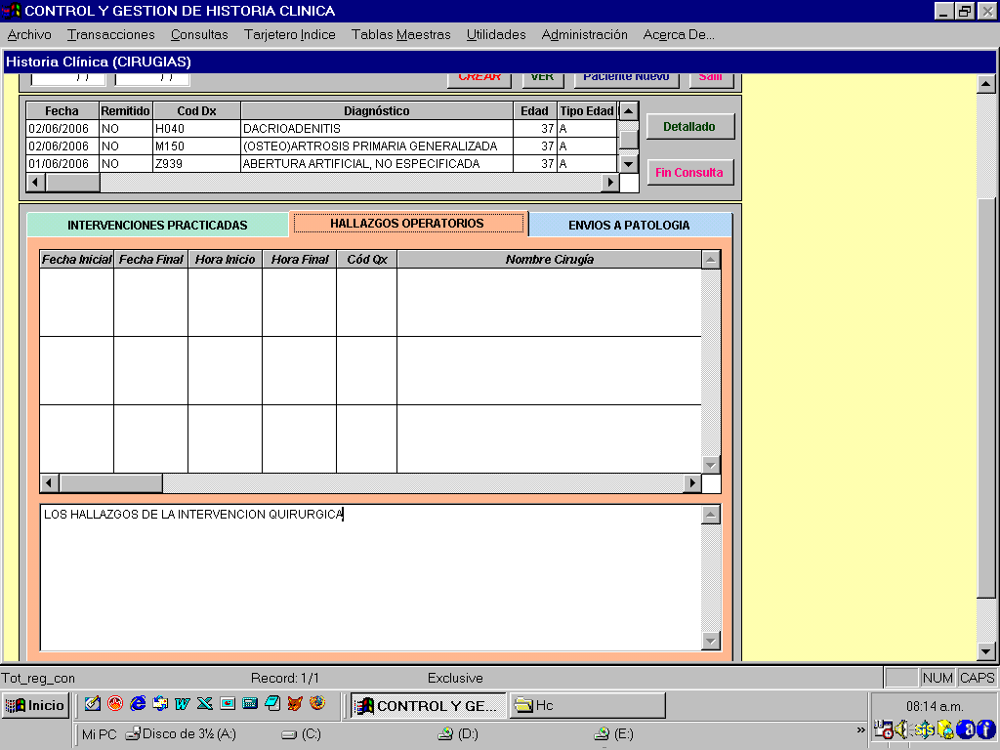 CONTROL Y GESTION DE HISTORIA CLINICA
Archivo Transacciones Consultas Tarjetero Indice Tablas Maestras Utilidades Administración Acerca De...
Historia Clínica (CIRUGIAS)
/ / / / CREAR VER Paciente Nuevo Salir
Fecha Remitido Cod Dx Diagnóstico Edad Tipo Edad
02/06/2006 NO H040 DACRIOADENITIS 37 A
02/06/2006 NO M150 (OSTEO)ARTROSIS PRIMARIA GENERALIZADA 37 A
01/06/2006 NO Z939 ABERTURA ARTIFICIAL, NO ESPECIFICADA 37 A
Detallado
Fin Consulta
INTERVENCIONES PRACTICADAS HALLAZGOS OPERATORIOS ENVIOS A PATOLOGIA
Fecha Inicial Fecha Final Hora Inicio Hora Final Cód Qx Nombre Cirugía
LOS HALLAZGOS DE LA INTERVENCION QUIRURGICA
Tot_reg_con Record: 1/1 Exclusive NUM CAPS
Inicio CONTROL Y GE... Hc 08:14 a.m.
Mi PC Disco de 3½ (A:) (C:) (D:) (E:) » sis